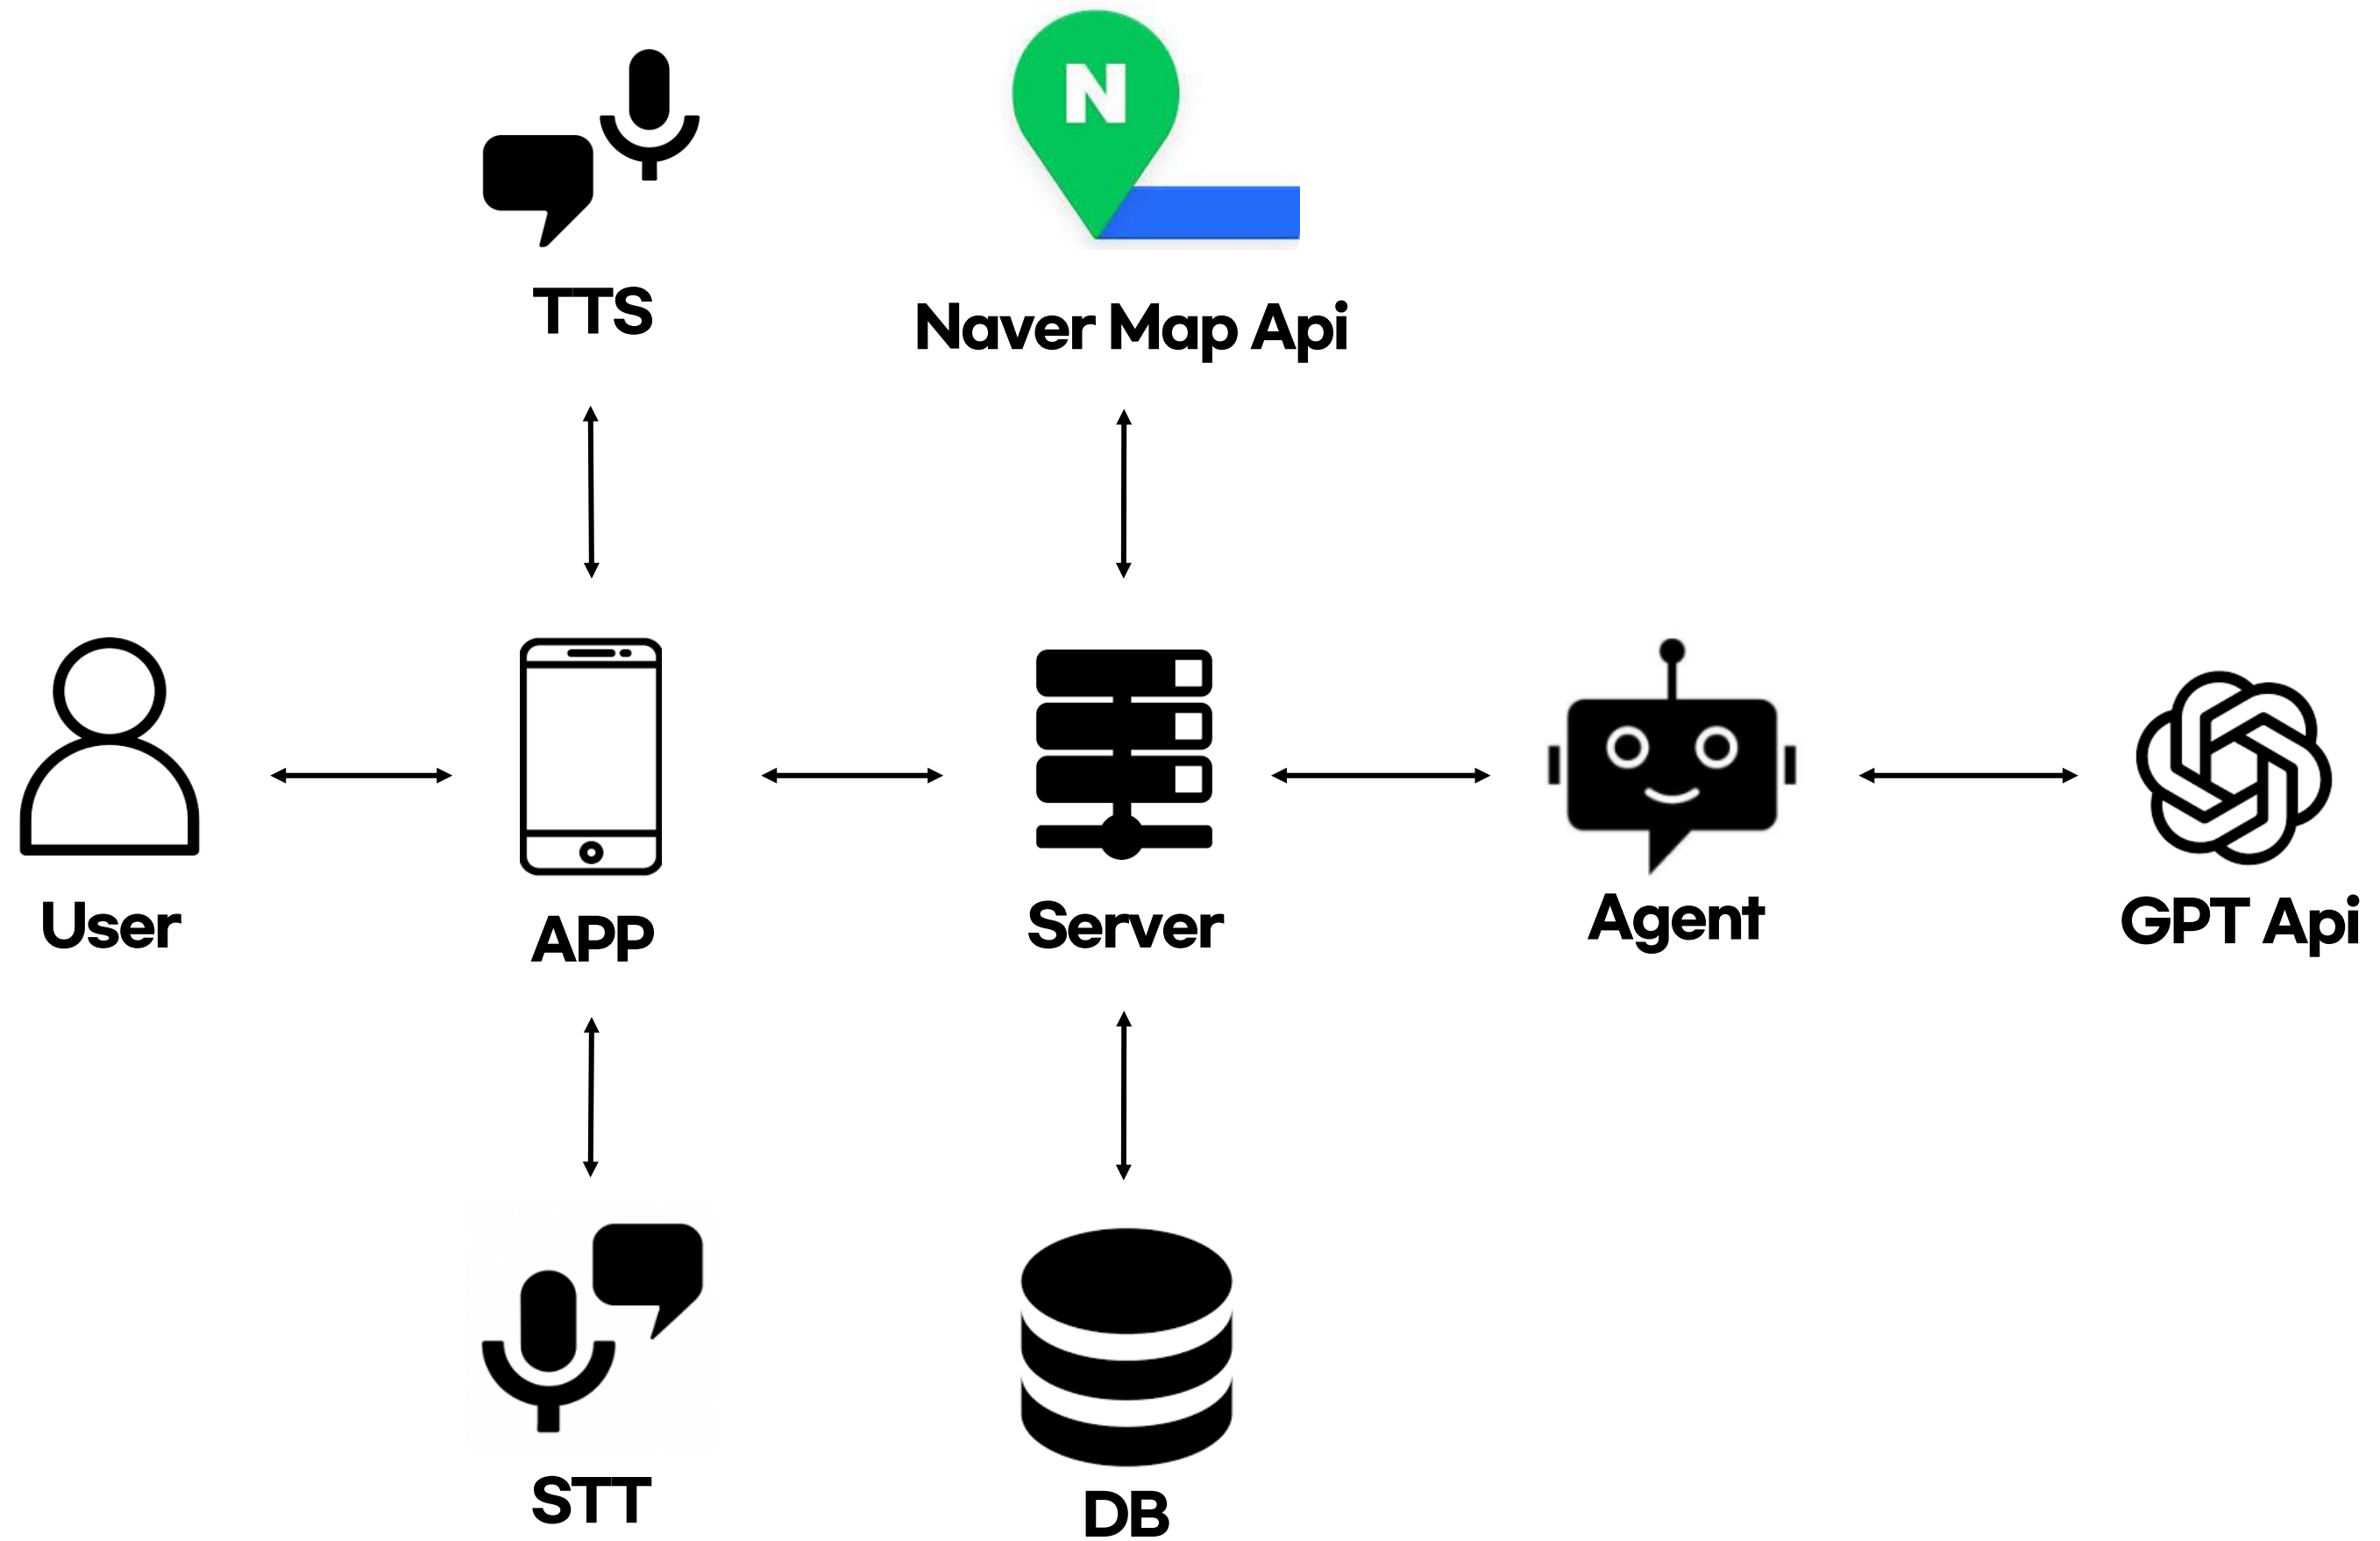 N
TTS
Naver Map Api
User
APP
Server
Agent
GPT Api
STT
DB